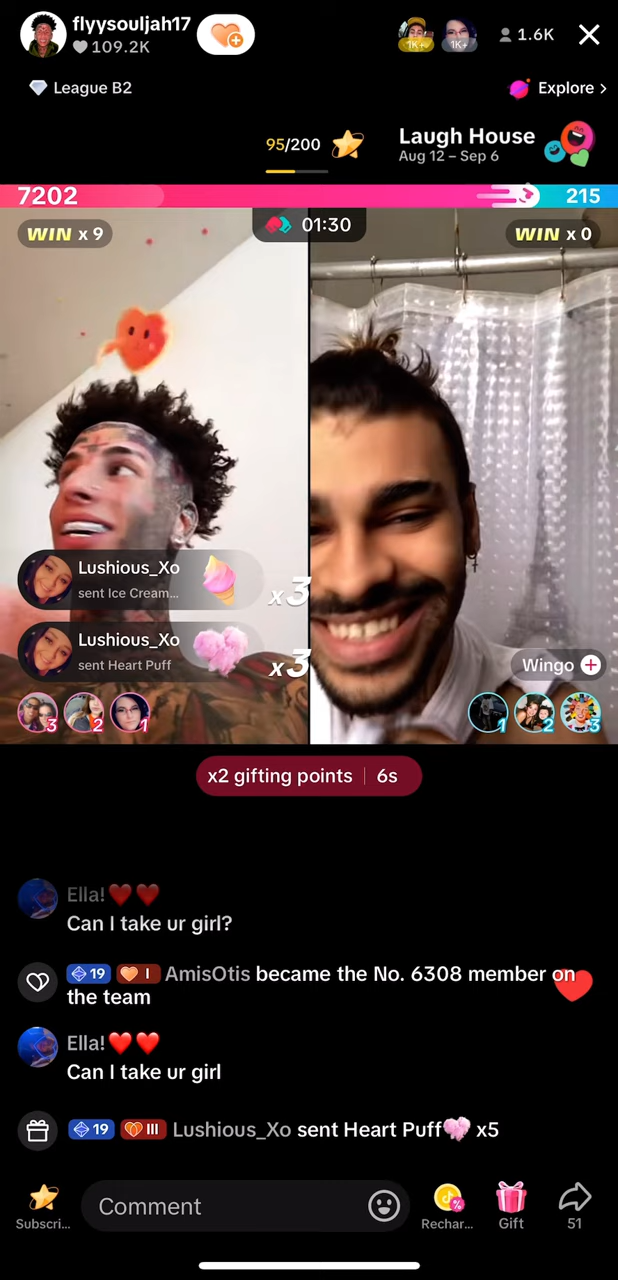 flyysouljah17
109.2K
1K+
1K+
1.6K
League B2
Explore >
95/200
Laugh House
Aug 12 – Sep 6
7202
215
WIN x 9
01:30
WIN x 0
Lushious_Xo
sent Ice Cream...
x3
Lushious_Xo
sent Heart Puff
x3
Wingo
3
2
1
1
2
3
x2 gifting points | 6s
Ella!❤️❤️
Can I take ur girl?
19 I AmisOtis became the No. 6308 member on
the team
Ella!❤️❤️
Can I take ur girl
19 III Lushious_Xo sent Heart Puff x5
Comment
Subscri...
Rechar...
Gift
51